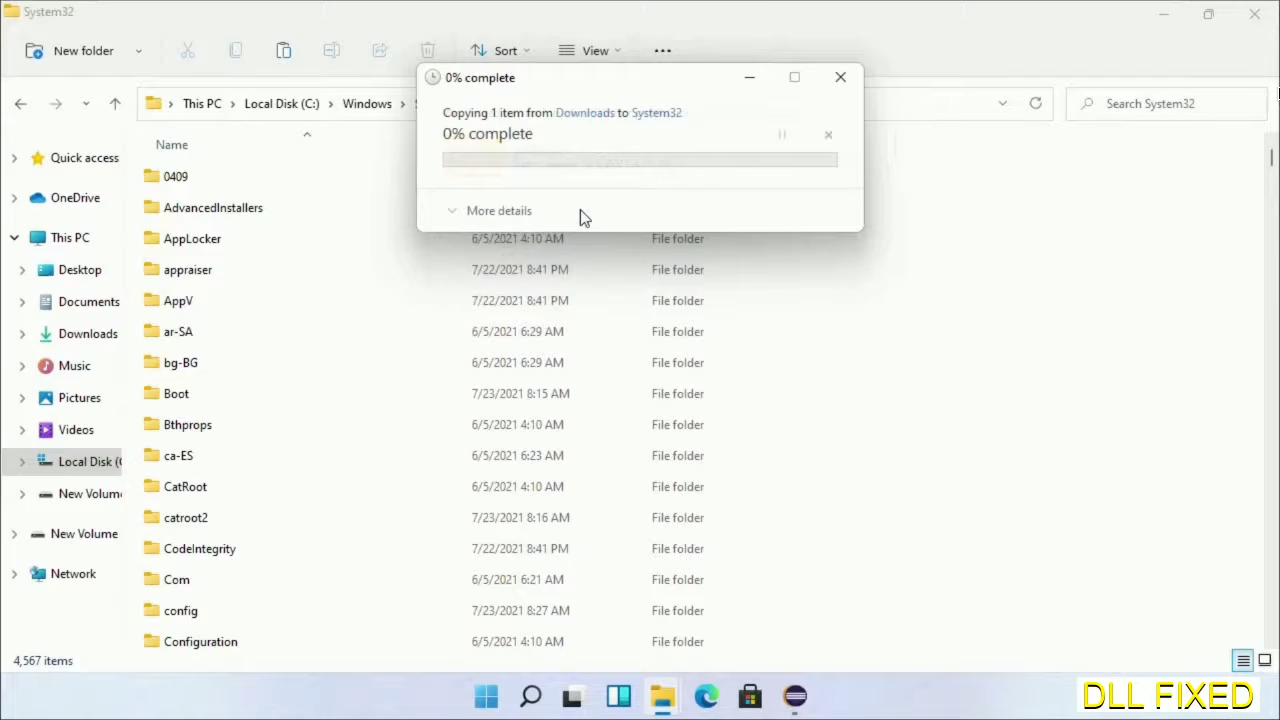 System32
New folder
Sort
View
0% complete
Copying 1 item from Downloads to System32
0% complete
More details
This PC
Local Disk (C:)
Windows
Search System32
Name
Quick access
OneDrive
This PC
Desktop
Documents
Downloads
Music
Pictures
Videos
Local Disk (
New Volum
New Volume
Network
0409
AdvancedInstallers
AppLocker 6/5/2021 4:10 AM File folder
appraiser 7/22/2021 8:41 PM File folder
AppV 7/22/2021 8:41 PM File folder
ar-SA 6/5/2021 6:29 AM File folder
bg-BG 6/5/2021 6:29 AM File folder
Boot 7/23/2021 8:15 AM File folder
Bthprops 6/5/2021 4:10 AM File folder
ca-ES 6/5/2021 6:23 AM File folder
CatRoot 6/5/2021 4:10 AM File folder
catroot2 7/23/2021 8:16 AM File folder
CodeIntegrity 7/22/2021 8:41 PM File folder
Com 6/5/2021 6:21 AM File folder
config 7/23/2021 8:27 AM File folder
Configuration 6/5/2021 4:10 AM File folder
4,567 items
DLL FIXED